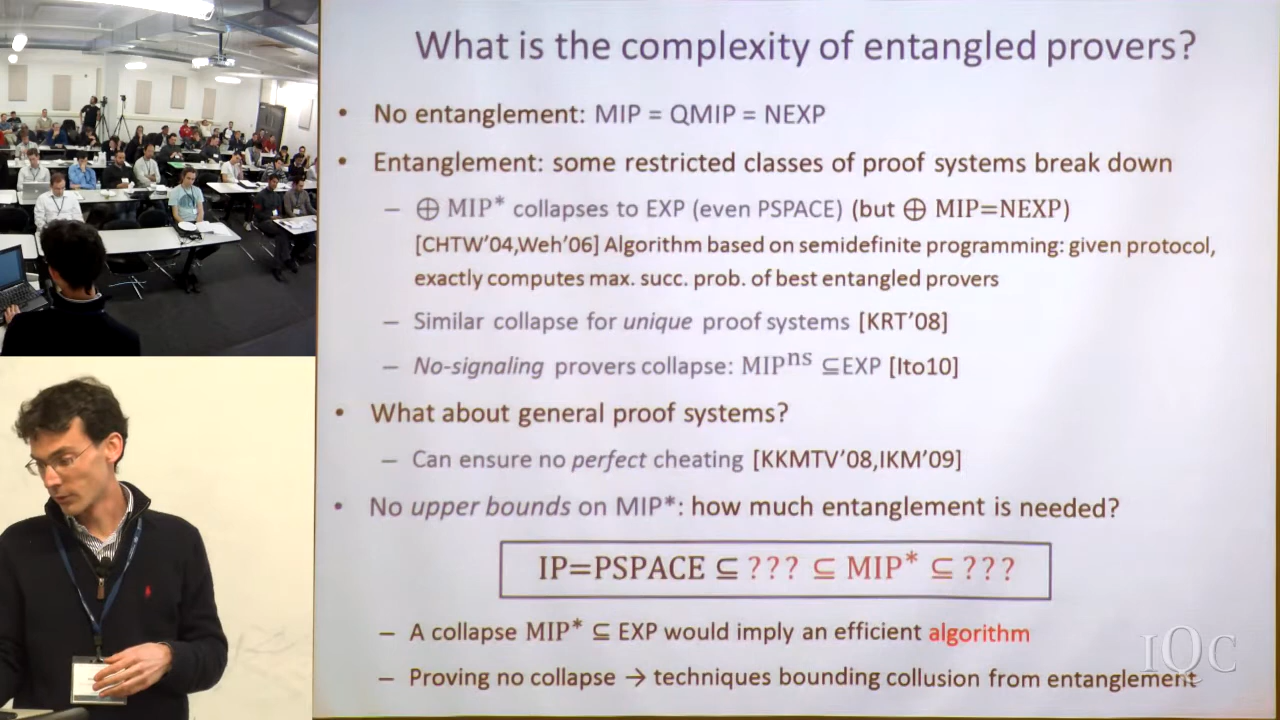 What is the complexity of entangled provers?
• No entanglement: MIP = QMIP = NEXP
• Entanglement: some restricted classes of proof systems break down
– ⊕ MIP* collapses to EXP (even PSPACE) (but ⊕ MIP=NEXP)
[CHTW'04,Weh'06] Algorithm based on semidefinite programming: given protocol,
exactly computes max. succ. prob. of best entangled provers
– Similar collapse for unique proof systems [KRT'08]
– No-signaling provers collapse: MIPⁿˢ ⊆EXP [Ito10]
• What about general proof systems?
– Can ensure no perfect cheating [KKMTV'08,IKM'09]
• No upper bounds on MIP*: how much entanglement is needed?
IP=PSPACE ⊆ ??? ⊆ MIP* ⊆ ???
– A collapse MIP* ⊆ EXP would imply an efficient algorithm
– Proving no collapse → techniques bounding collusion from entanglement
IQC